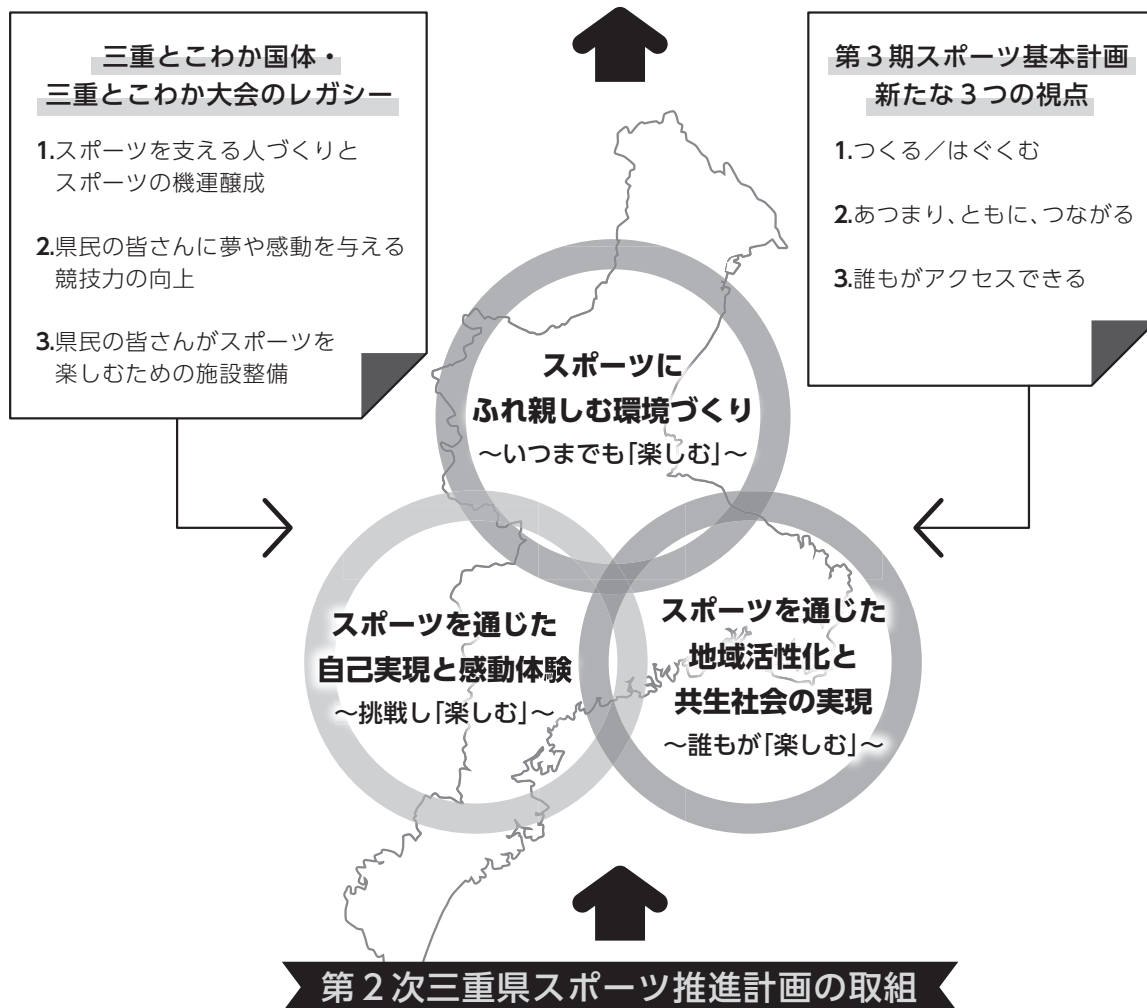 三重とこわか国体・
三重とこわか大会のレガシー
1.スポーツを支える人づくりと
スポーツの機運醸成
2.県民の皆さんに夢や感動を与える
競技力の向上
3.県民の皆さんがスポーツを
楽しむための施設整備
第3期スポーツ基本計画
新たな3つの視点
1.つくる／はぐくむ
2.あつまり、ともに、つながる
3.誰もがアクセスできる
スポーツに
ふれ親しむ環境づくり
～いつまでも「楽しむ」～
スポーツを通じた
自己実現と感動体験
～挑戦し「楽しむ」～
スポーツを通じた
地域活性化と
共生社会の実現
～誰もが「楽しむ」～
第2次三重県スポーツ推進計画の取組